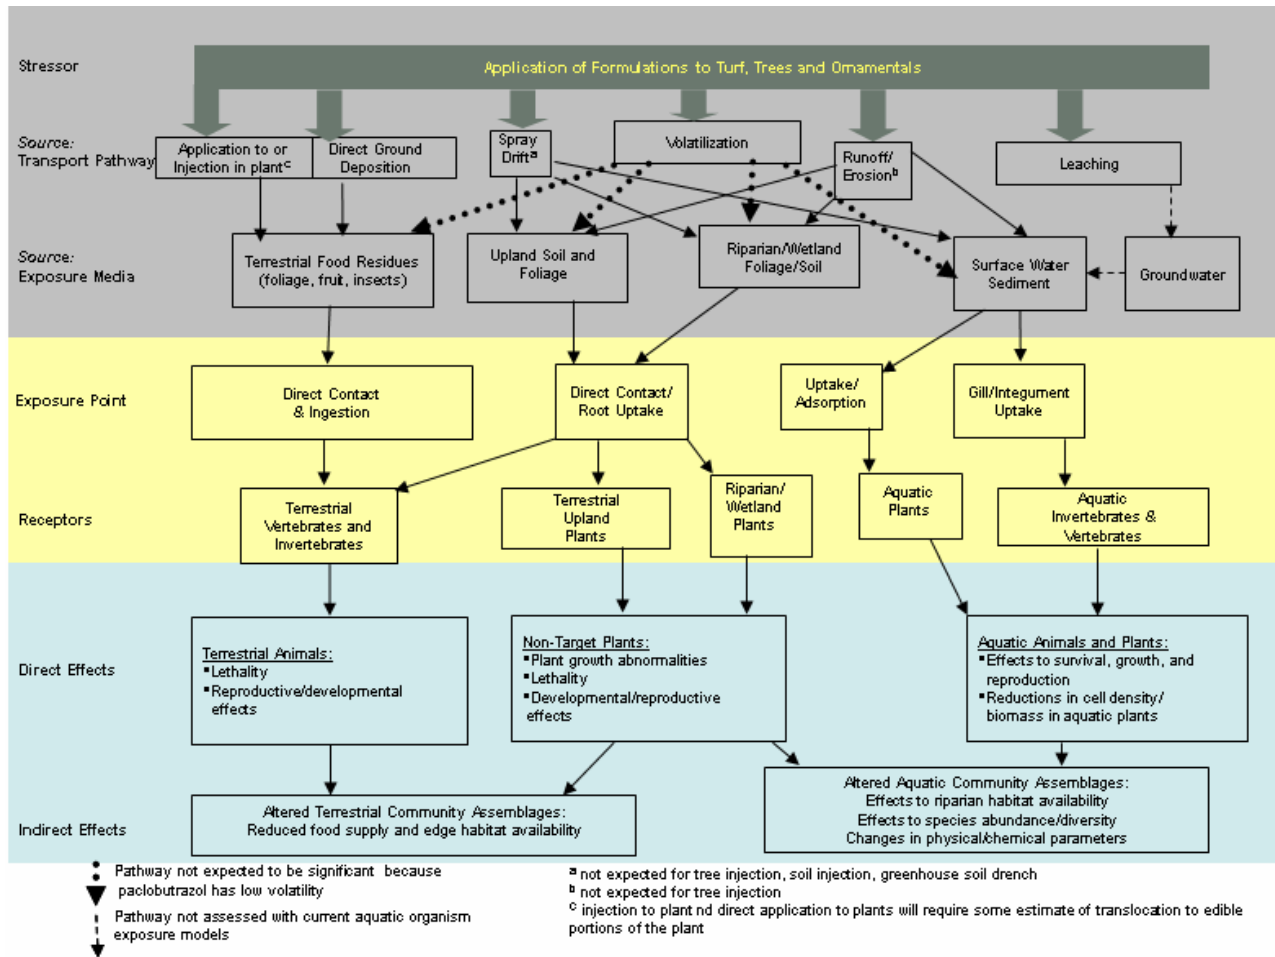 Stressor
Application of Formulations to Turf, Trees and Ornamentals
Source:
Transport Pathway
Application to or
Injection in plantᶜ
Direct Ground
Deposition
Spray
Driftᵃ
Volatilization
Runoff/
Erosionᵇ
Leaching
Source:
Exposure Media
Terrestrial Food Residues
(foliage, fruit, insects)
Upland Soil and
Foliage
Riparian/Wetland
Foliage/Soil
Surface Water
Sediment
Groundwater
Exposure Point
Direct Contact
& Ingestion
Direct Contact/
Root Uptake
Uptake/
Adsorption
Gill/Integument
Uptake
Receptors
Terrestrial
Vertebrates and
Invertebrates
Terrestrial
Upland
Plants
Riparian/
Wetland
Plants
Aquatic
Plants
Aquatic
Invertebrates &
Vertebrates
Direct Effects
Terrestrial Animals:
▪Lethality
▪Reproductive/developmental
effects
Non-Target Plants:
▪Plant growth abnormalities
▪Lethality
▪Developmental/reproductive
effects
Aquatic Animals and Plants:
▪Effects to survival, growth, and
reproduction
▪Reductions in cell density/
biomass in aquatic plants
Indirect Effects
Altered Terrestrial Community Assemblages:
Reduced food supply and edge habitat availability
Altered Aquatic Community Assemblages:
Effects to riparian habitat availability
Effects to species abundance/diversity
Changes in physical/chemical parameters
Pathway not expected to be significant because
paclobutrazol has low volatility
Pathway not assessed with current aquatic organism
exposure models
ᵃ not expected for tree injection, soil injection, greenhouse soil drench
ᵇ not expected for tree injection
ᶜ injection to plant nd direct application to plants will require some estimate of translocation to edible
portions of the plant